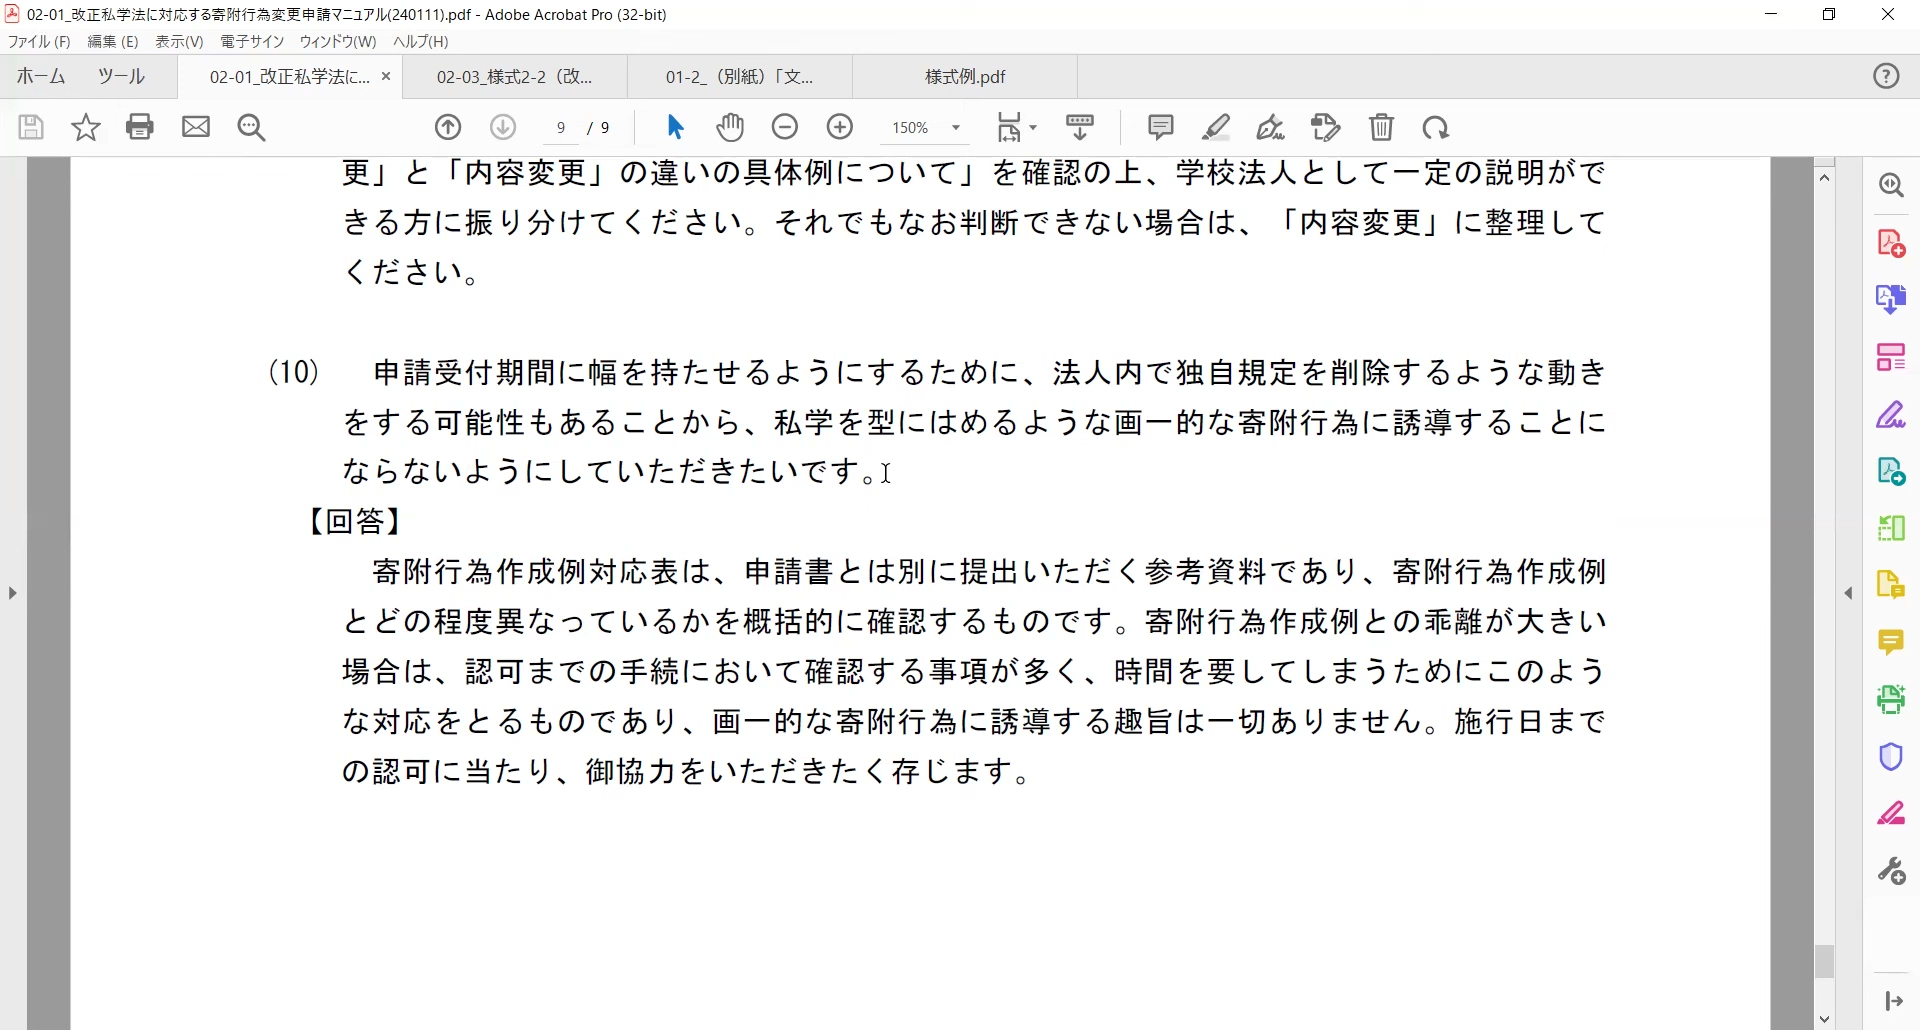 02-01_改正私学法に対応する寄附行為変更申請マニュアル(240111).pdf - Adobe Acrobat Pro (32-bit)
ファイル(F) 編集(E) 表示(V) 電子サイン ウィンドウ(W) ヘルプ(H)
ホーム ツール 02-01_改正私学法に... × 02-03_様式2-2（改... 01-2_（別紙）「文... 様式例.pdf
9 / 9 150%
更」と「内容変更」の違いの具体例について」を確認の上、学校法人として一定の説明がで
きる方に振り分けてください。それでもなお判断できない場合は、「内容変更」に整理して
ください。
(10) 申請受付期間に幅を持たせるようにするために、法人内で独自規定を削除するような動き
をする可能性もあることから、私学を型にはめるような画一的な寄附行為に誘導することに
ならないようにしていただきたいです。
【回答】
寄附行為作成例対応表は、申請書とは別に提出いただく参考資料であり、寄附行為作成例
とどの程度異なっているかを概括的に確認するものです。寄附行為作成例との乖離が大きい
場合は、認可までの手続において確認する事項が多く、時間を要してしまうためにこのよう
な対応をとるものであり、画一的な寄附行為に誘導する趣旨は一切ありません。施行日まで
の認可に当たり、御協力をいただきたく存じます。